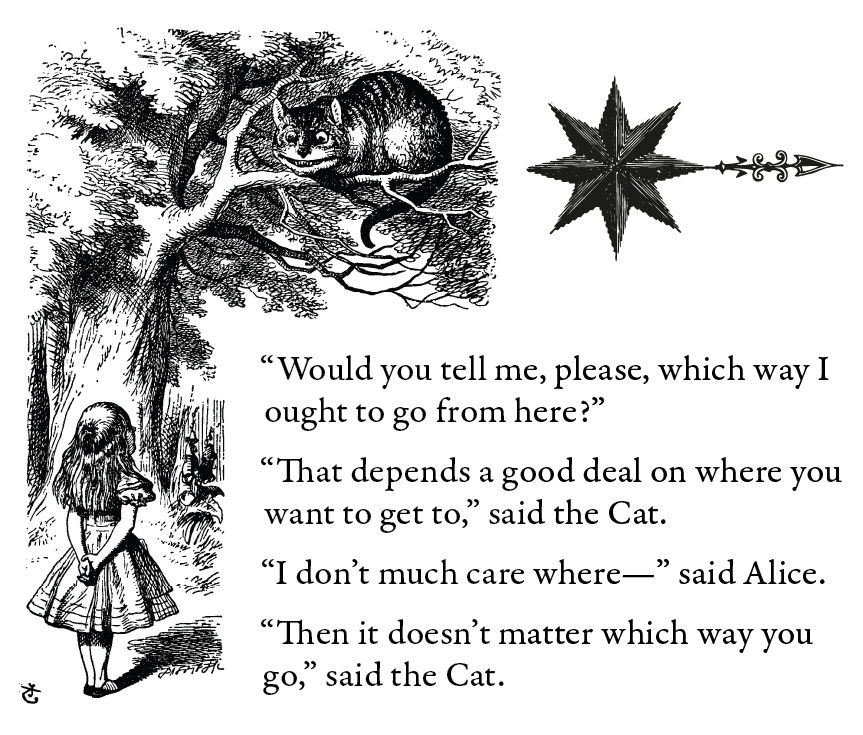 “Would you tell me, please, which way I
ought to go from here?”
“That depends a good deal on where you
want to get to,” said the Cat.
“I don’t much care where—” said Alice.
“Then it doesn’t matter which way you
go,” said the Cat.